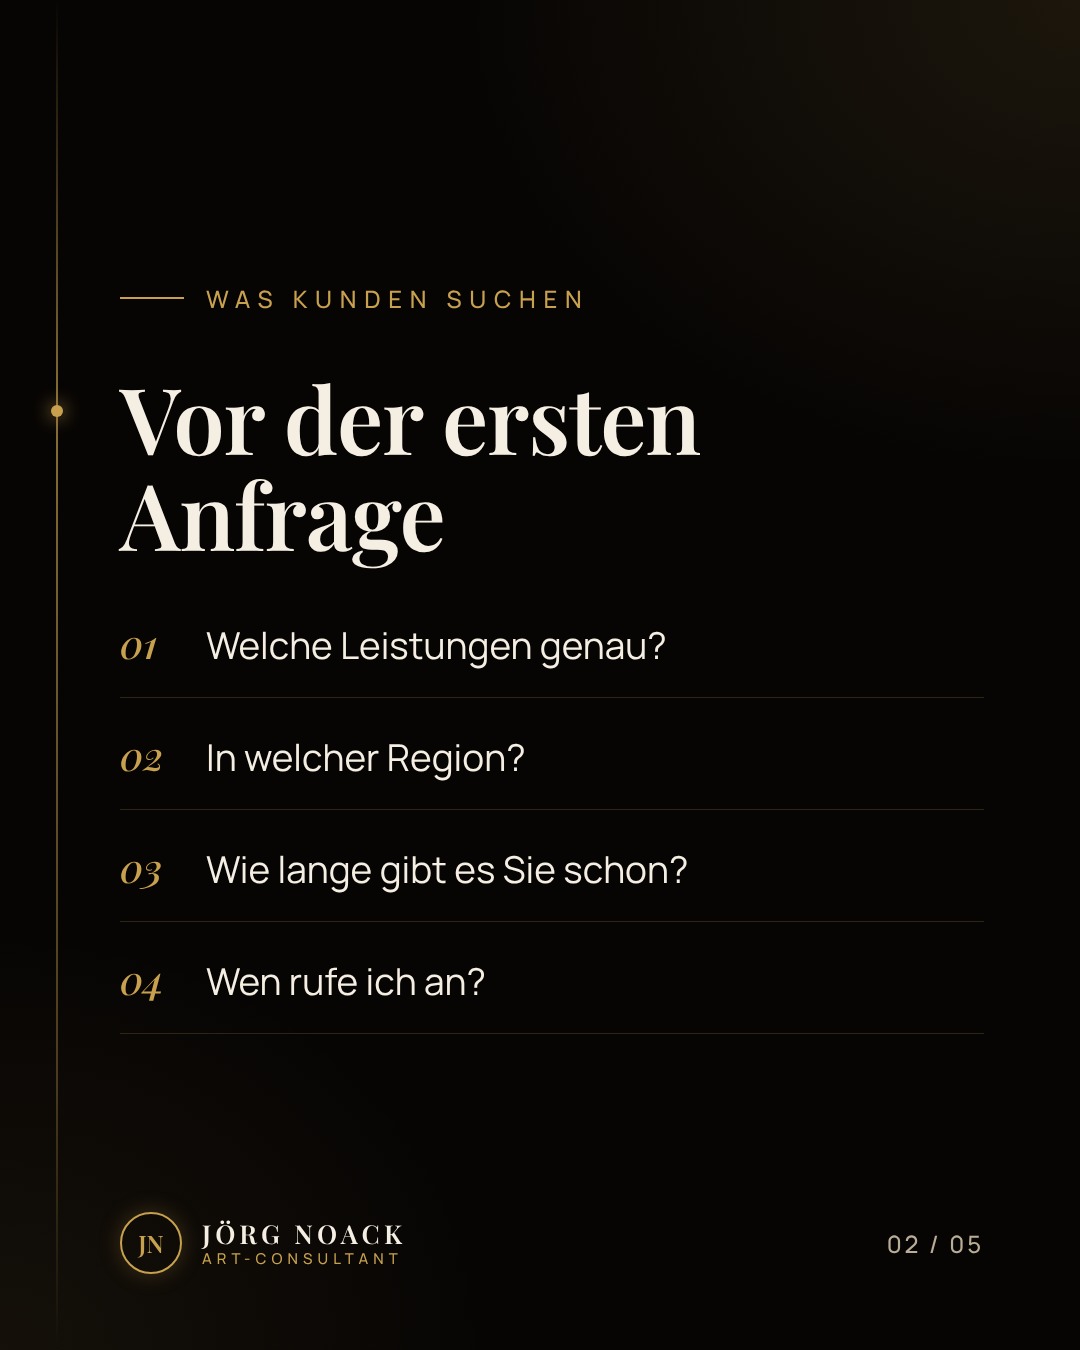 WAS KUNDEN SUCHEN
Vor der ersten
Anfrage
01 Welche Leistungen genau?
02 In welcher Region?
03 Wie lange gibt es Sie schon?
04 Wen rufe ich an?
JN
JÖRG NOACK
ART-CONSULTANT
02 / 05